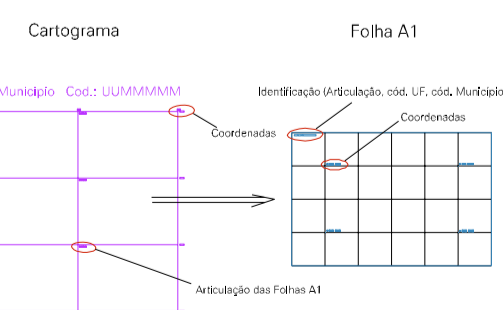 Cartograma
Folha A1
Município Cod.: UUMMMMM
Identificação (Articulação, cód. UF, cód. Município
Coordenadas
Coordenadas
Articulação das Folhas A1